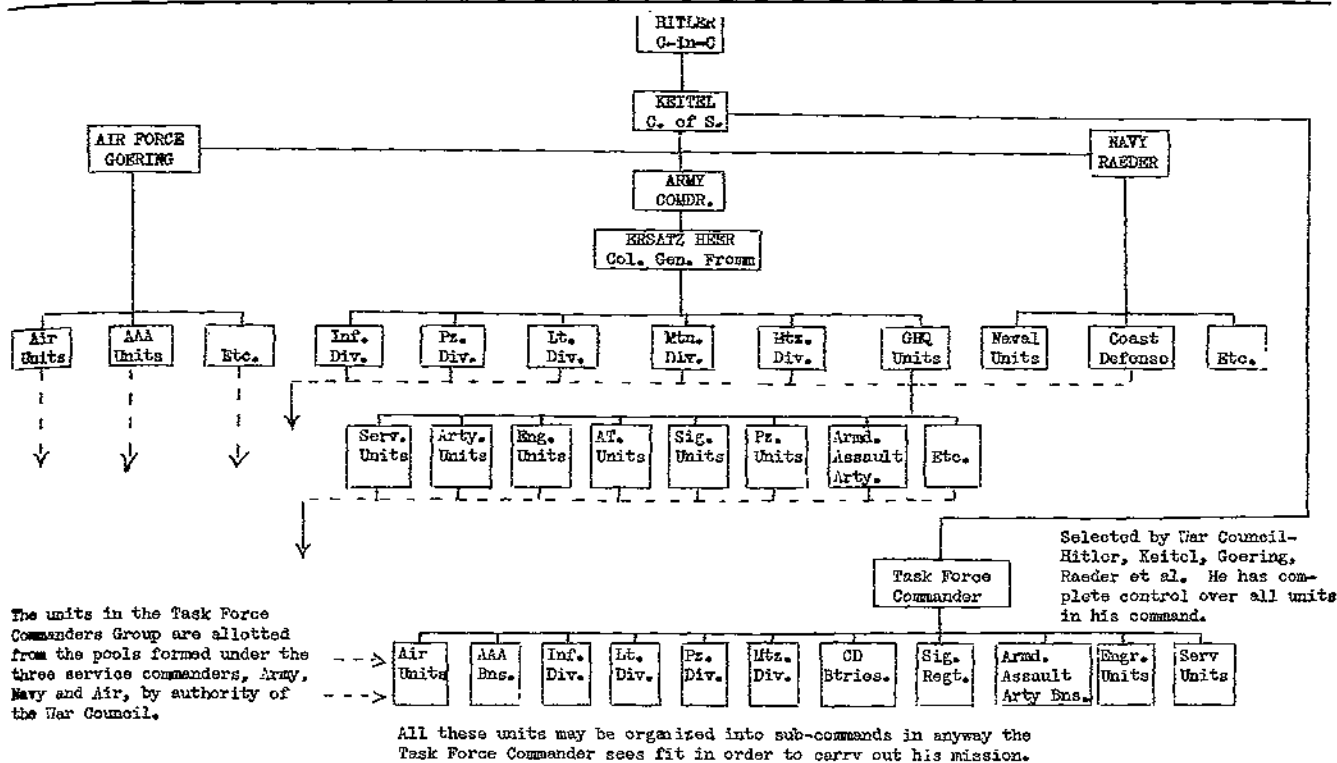 HITLER
C-in-C
KEITEL
C. of S.
AIR FORCE
GOERING
NAVY
RAEDER
ARMY
COMDR.
ERSATZ HEER
Col. Gen. Fromm
Air
Units
AAA
Units
Etc.
Inf.
Div.
Pz.
Div.
Lt.
Div.
Mtn.
Div.
Mtz.
Div.
GHQ
Units
Naval
Units
Coast
Defense
Etc.
Serv.
Units
Arty.
Units
Eng.
Units
AT.
Units
Sig.
Units
Pz.
Units
Armd.
Assault
Arty.
Etc.
Selected by War Council-
Hitler, Keitel, Goering,
Raeder et al. He has com-
plete control over all units
in his command.
Task Force
Commander
The units in the Task Force
Commanders Group are allotted
from the pools formed under the
three service commanders, Army,
Navy and Air, by authority of
the War Council.
Air
Units
AAA
Bns.
Inf.
Div.
Lt.
Div.
Pz.
Div.
Mtz.
Div.
CD
Btries.
Sig.
Regt.
Armd.
Assault
Arty Bns.
Engr.
Units
Serv
Units
All these units may be organized into sub-commands in anyway the
Task Force Commander sees fit in order to carry out his mission.